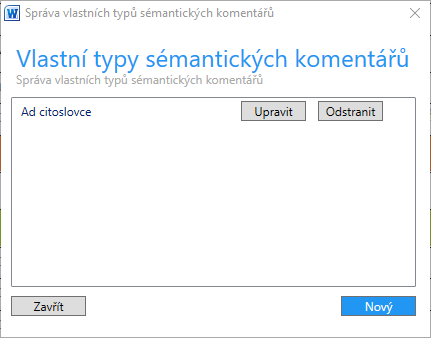 Správa vlastních typů sémantických komentářů
Vlastní typy sémantických komentářů
Správa vlastních typů sémantických komentářů
Ad citoslovce Upravit Odstranit
Zavřít Nový